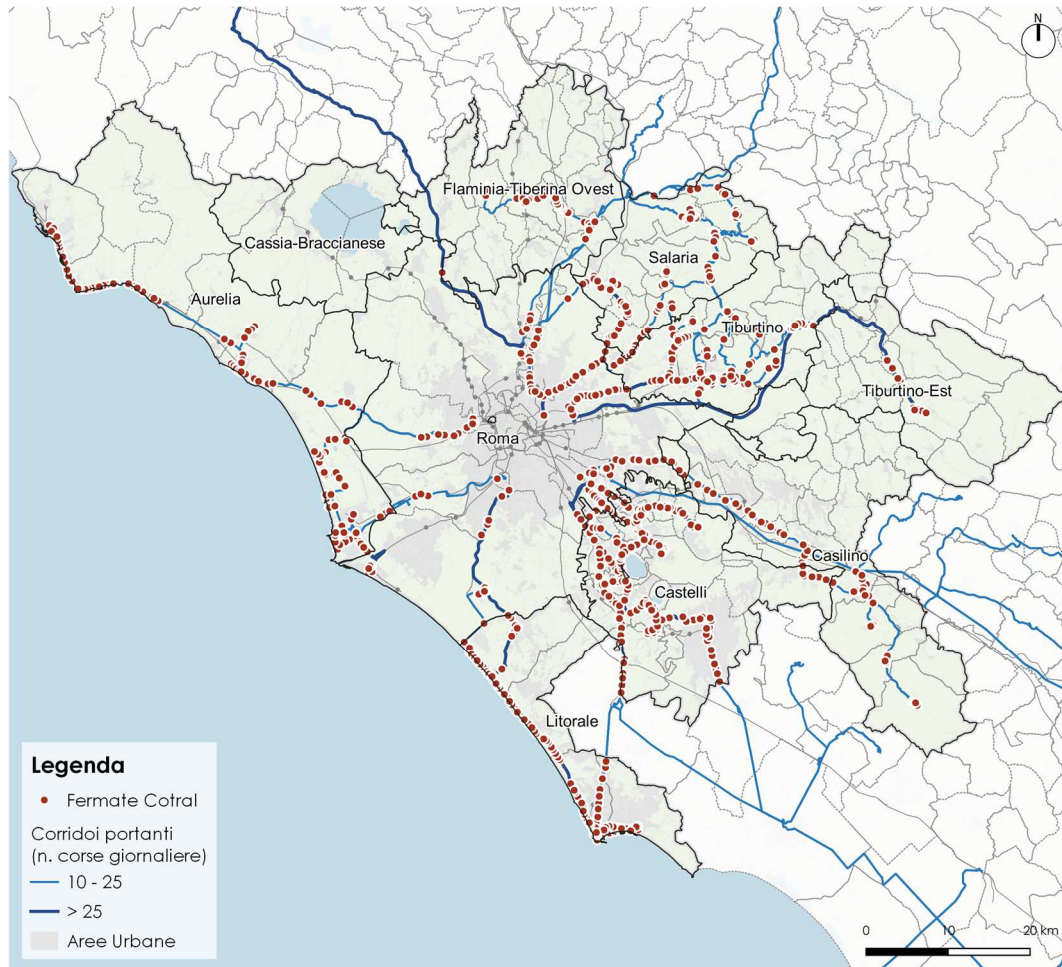 N
Flaminia-Tiberina Ovest
Cassia-Braccianese
Salaria
Aurelia
Tiburtino
Tiburtino-Est
Roma
Casilino
Castelli
Litorale
Legenda
Fermate Cotral
Corridoi portanti
(n. corse giornaliere)
10 - 25
> 25
Aree Urbane
0 10 20 km